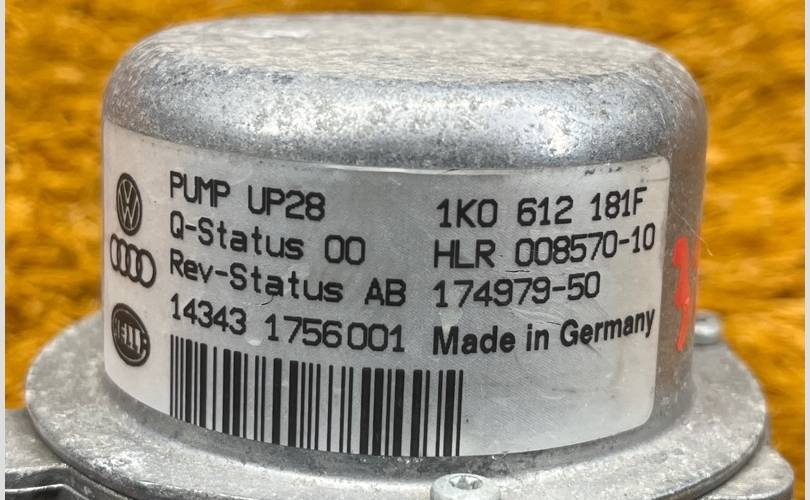 PUMP UP28
Q-Status 00
Rev-Status AB
14343 1756001
1K0 612 181F
HLR 008570-10
174979-50
Made in Germany
HELLA